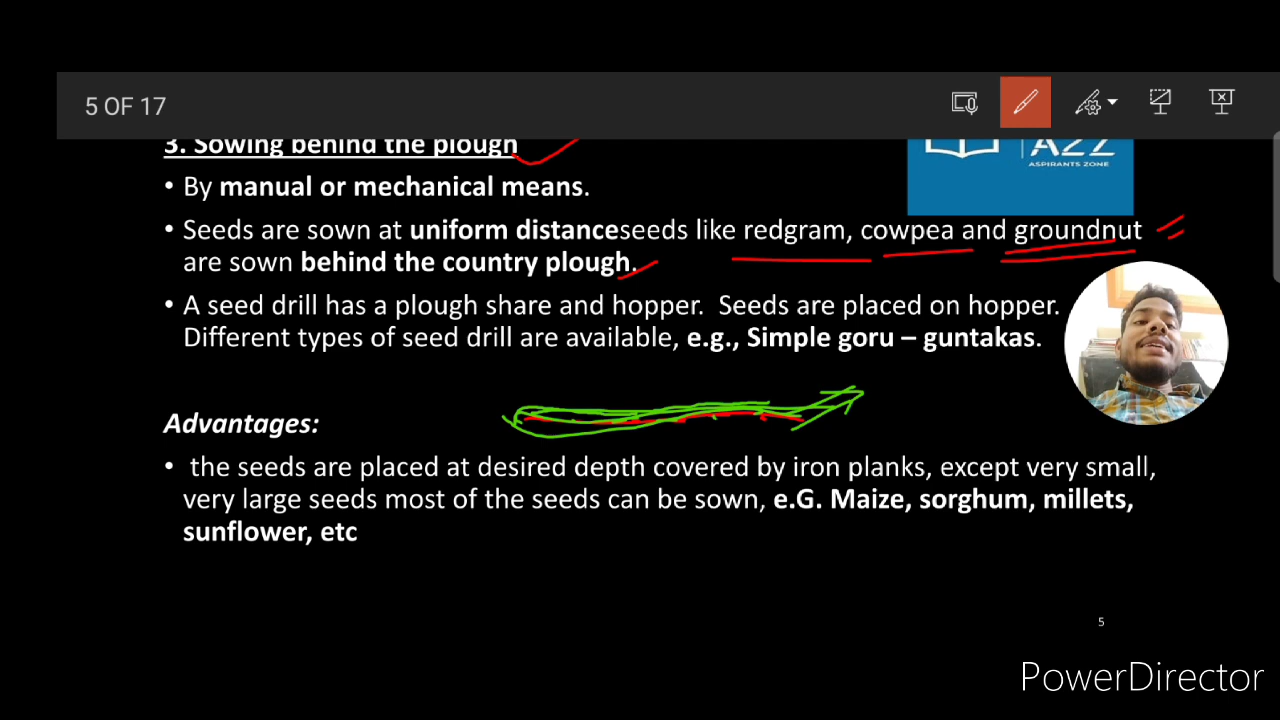 5 OF 17
3. Sowing behind the plough
A2Z
ASPIRANTS ZONE
• By manual or mechanical means.
• Seeds are sown at uniform distanceseeds like redgram, cowpea and groundnut
are sown behind the country plough.
• A seed drill has a plough share and hopper. Seeds are placed on hopper.
Different types of seed drill are available, e.g., Simple goru – guntakas.
Advantages:
• the seeds are placed at desired depth covered by iron planks, except very small,
very large seeds most of the seeds can be sown, e.G. Maize, sorghum, millets,
sunflower, etc
5
PowerDirector